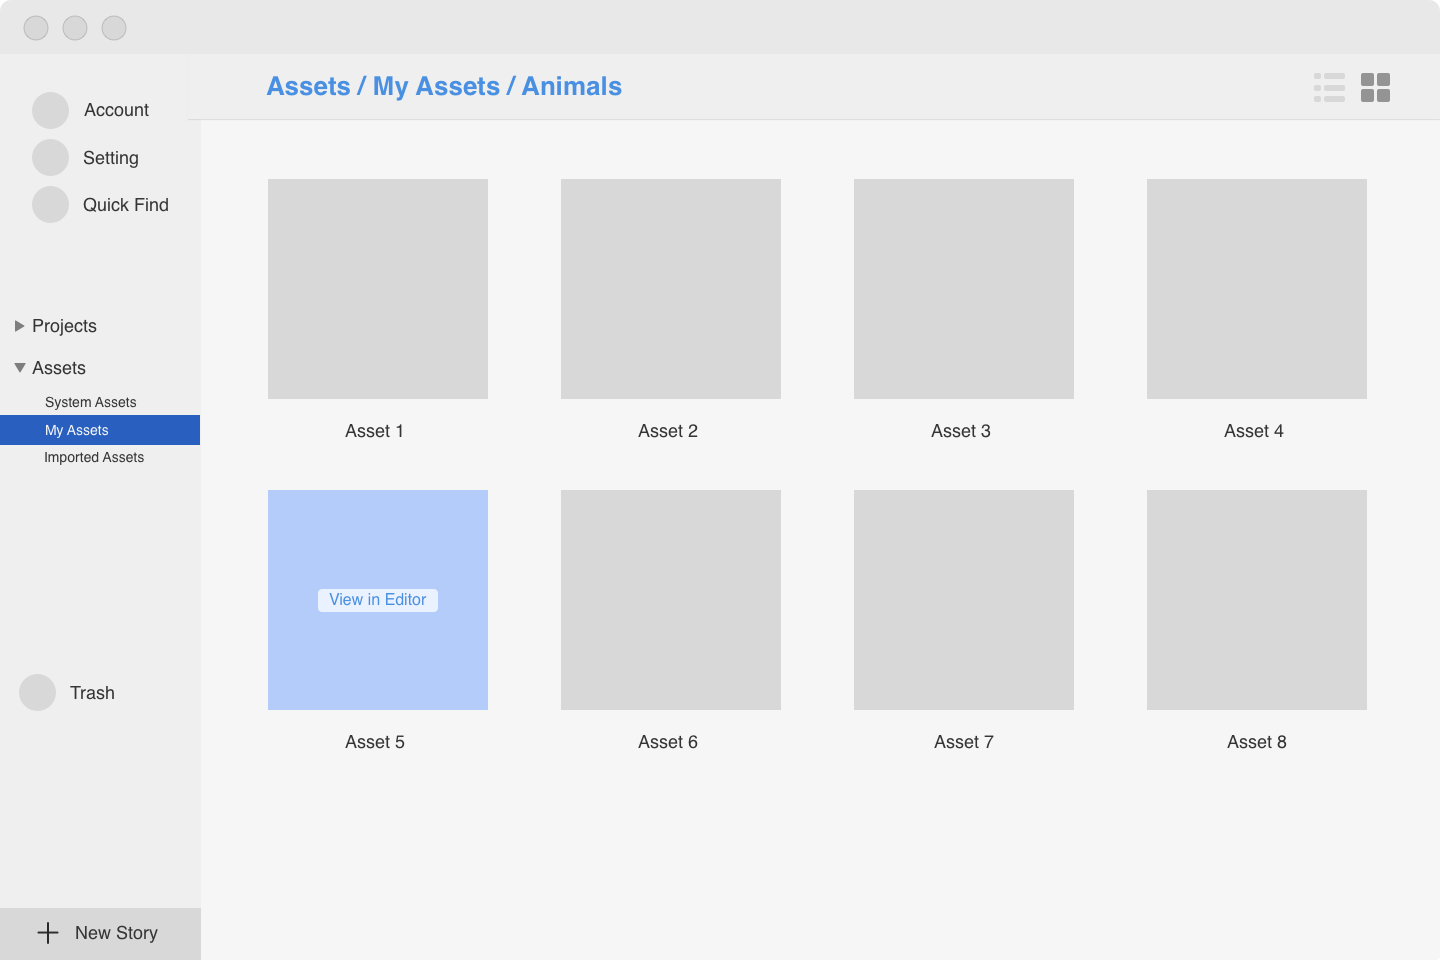 Assets / My Assets / Animals
Account
Setting
Quick Find
Projects
Assets
System Assets
My Assets
Imported Assets
Trash
New Story
Asset 1
Asset 2
Asset 3
Asset 4
View in Editor
Asset 5
Asset 6
Asset 7
Asset 8